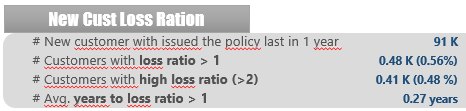 New Cust Loss Ration
# New customer with issued the policy last in 1 year 91 K
# Customers with loss ratio > 1 0.48 K (0.56%)
# Customers with high loss ratio (>2) 0.41 K (0.48 %)
# Avg. years to loss ratio > 1 0.27 years